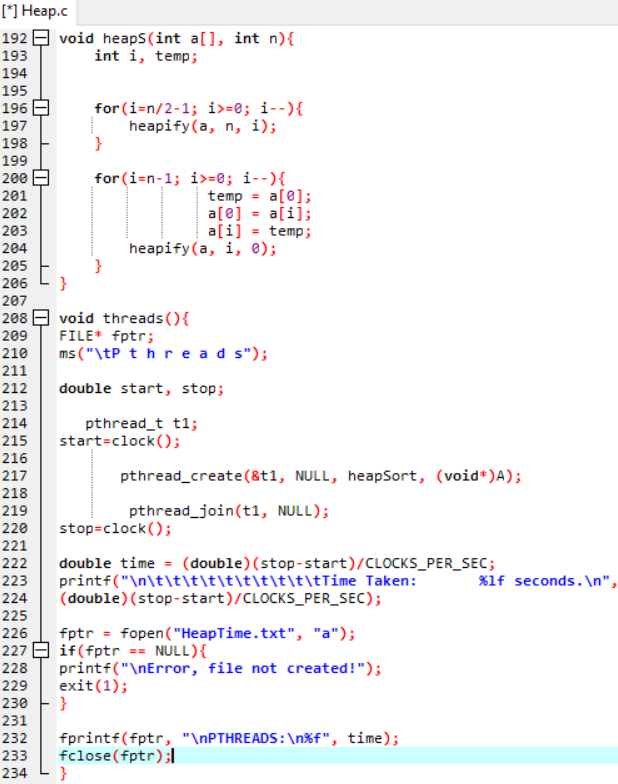 [*] Heap.c
192 void heapS(int a[], int n){
193 int i, temp;
194
195
196 for(i=n/2-1; i>=0; i--){
197 heapify(a, n, i);
198 }
199
200 for(i=n-1; i>=0; i--){
201 temp = a[0];
202 a[0] = a[i];
203 a[i] = temp;
204 heapify(a, i, 0);
205 }
206 }
207
208 void threads(){
209 FILE* fptr;
210 ms("\tP t h r e a d s");
211
212 double start, stop;
213
214 pthread_t t1;
215 start=clock();
216
217 pthread_create(&t1, NULL, heapSort, (void*)A);
218
219 pthread_join(t1, NULL);
220 stop=clock();
221
222 double time = (double)(stop-start)/CLOCKS_PER_SEC;
223 printf("\n\t\t\t\t\t\t\t\t\t\tTime Taken: %lf seconds.\n",
224 (double)(stop-start)/CLOCKS_PER_SEC);
225
226 fptr = fopen("HeapTime.txt", "a");
227 if(fptr == NULL){
228 printf("\nError, file not created!");
229 exit(1);
230 }
231
232 fprintf(fptr, "\nPTHREADS:\n%f", time);
233 fclose(fptr);
234 }